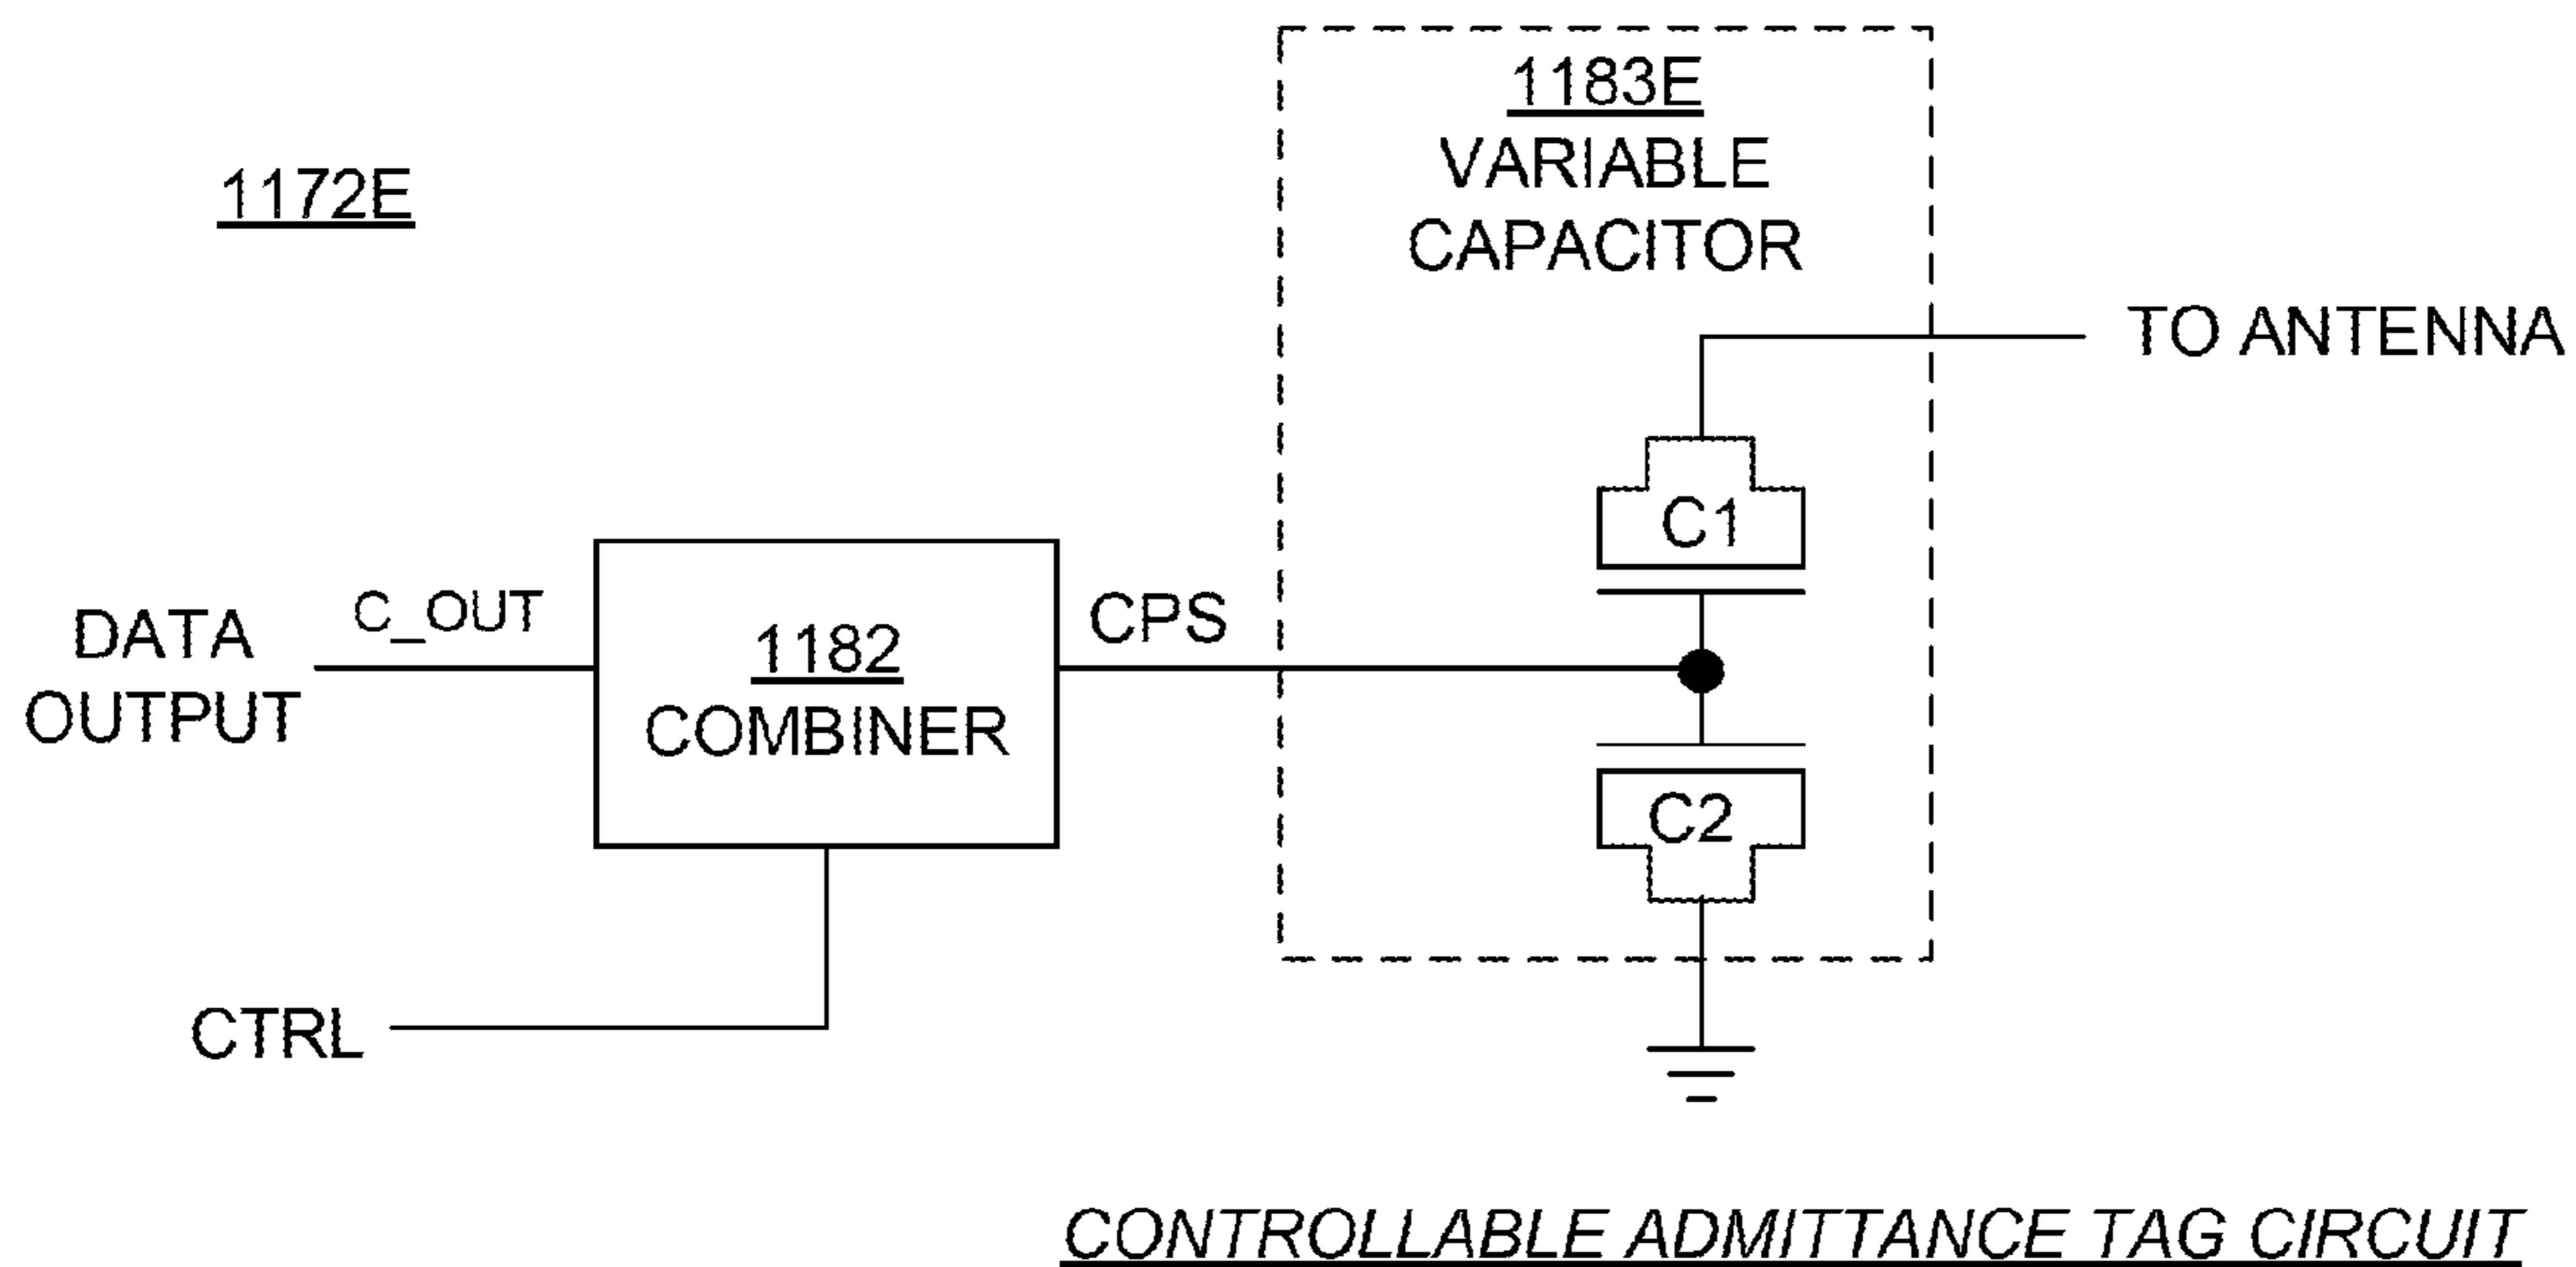 1183E
VARIABLE
CAPACITOR
1172E
TO ANTENNA
C1
C_OUT
CPS
DATA
OUTPUT
1182
COMBINER
C2
CTRL
CONTROLLABLE ADMITTANCE TAG CIRCUIT